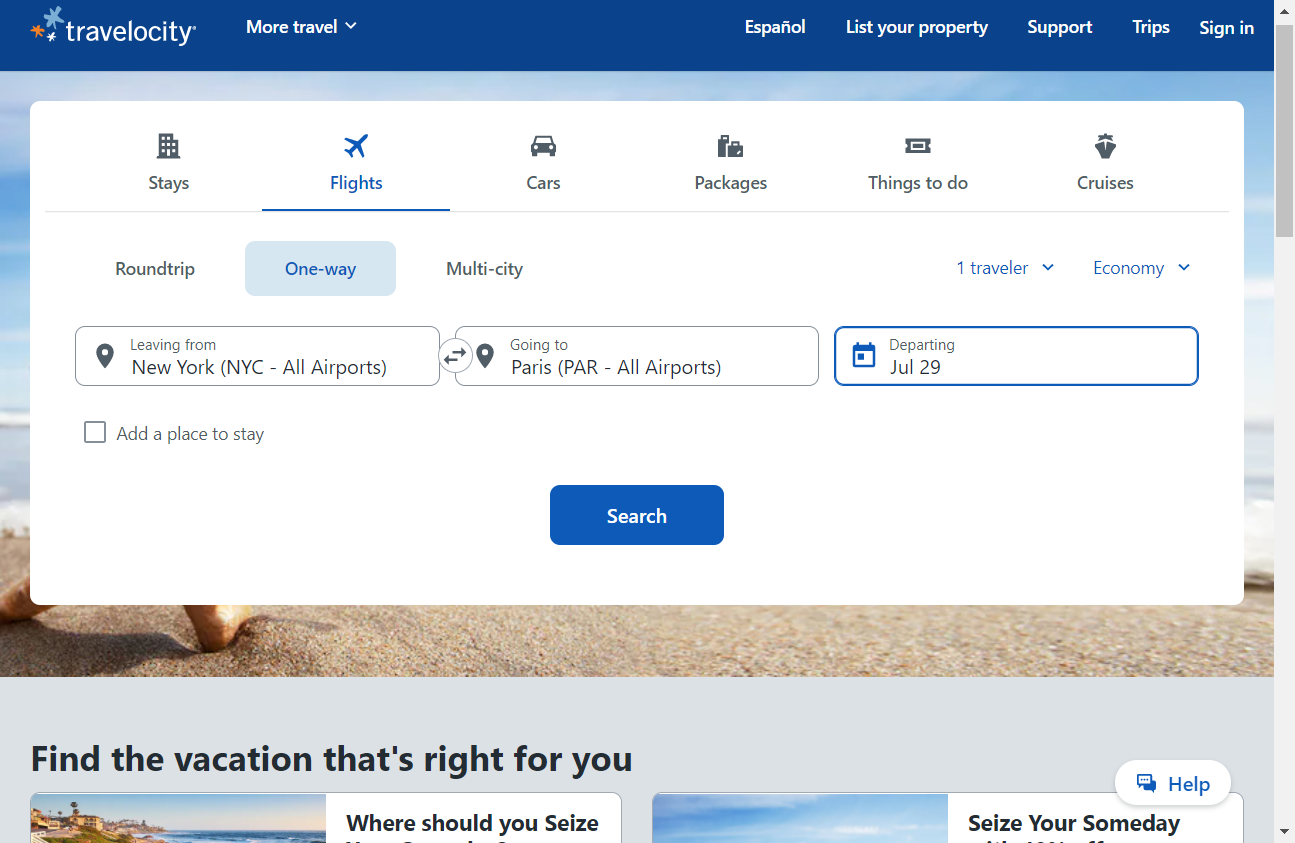 travelocity
More travel
Español
List your property
Support
Trips
Sign in
Stays
Flights
Cars
Packages
Things to do
Cruises
Roundtrip
One-way
Multi-city
1 traveler
Economy
Leaving from
New York (NYC - All Airports)
Going to
Paris (PAR - All Airports)
Departing
Jul 29
Add a place to stay
Search
Find the vacation that's right for you
Help
Where should you Seize
Seize Your Someday